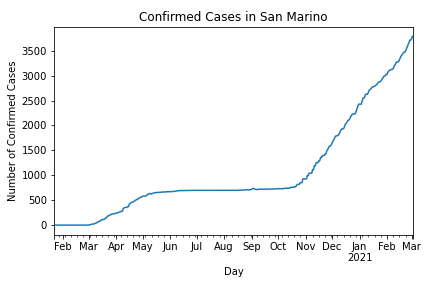 Confirmed Cases in San Marino
Number of Confirmed Cases
3500
3000
2500
2000
1500
1000
500
0
Feb Mar Apr May Jun Jul Aug Sep Oct Nov Dec Jan Feb Mar
2021
Day